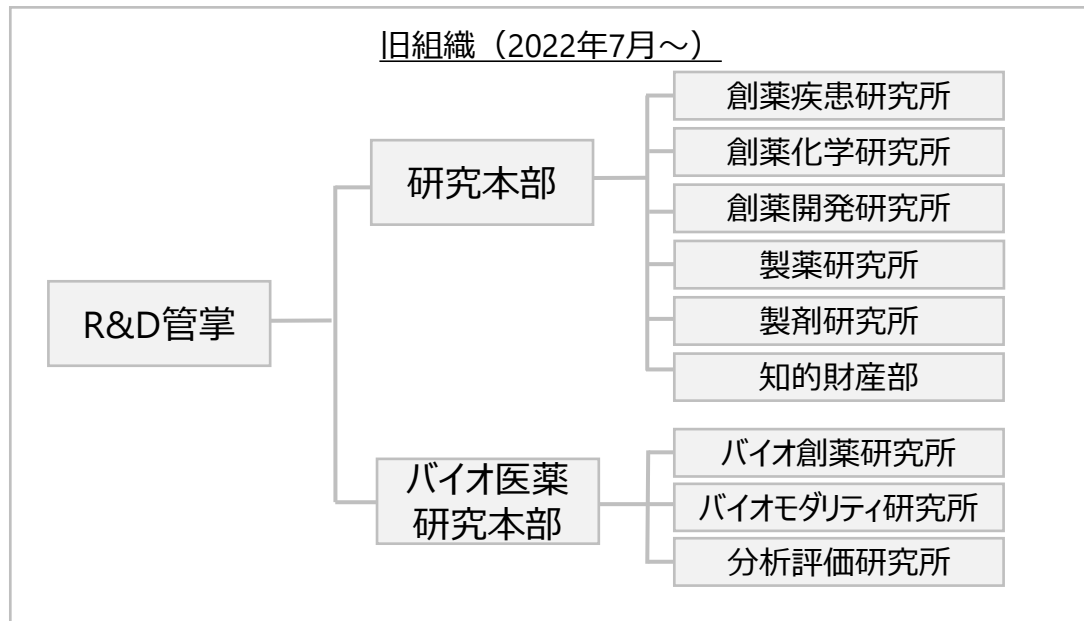 旧組織（2022年7月～）
R&D管掌
研究本部
創薬疾患研究所
創薬化学研究所
創薬開発研究所
製薬研究所
製剤研究所
知的財産部
バイオ医薬
研究本部
バイオ創薬研究所
バイオモダリティ研究所
分析評価研究所